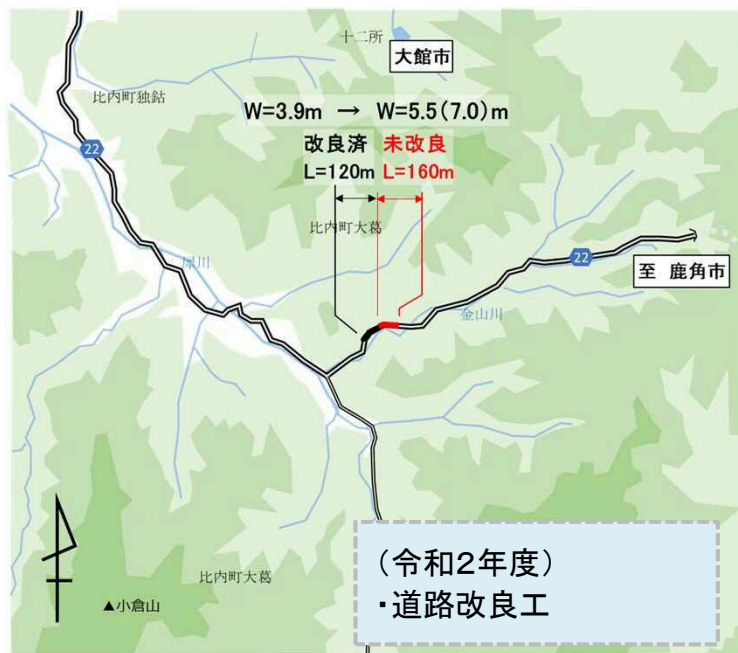 十二所
大館市
比内町独鈷
W=3.9m → W=5.5(7.0)m
22
改良済 未改良
L=120m L=160m
比内町大葛
22
至 鹿角市
犀川
金山川
(令和2年度)
・道路改良工
比内町大葛
▲小倉山